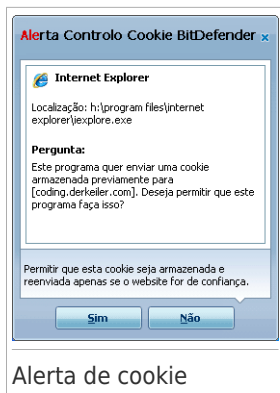 Alerta Controlo Cookie BitDefender x
Internet Explorer
Localização: h:\program files\internet
explorer\iexplore.exe
Pergunta:
Este programa quer enviar uma cookie
armazenada previamente para
[coding.derkeiler.com]. Deseja permitir que este
programa faça isso?
Permitir que esta cookie seja armazenada e
reenviada apenas se o website for de confiança.
Sim Não
Alerta de cookie